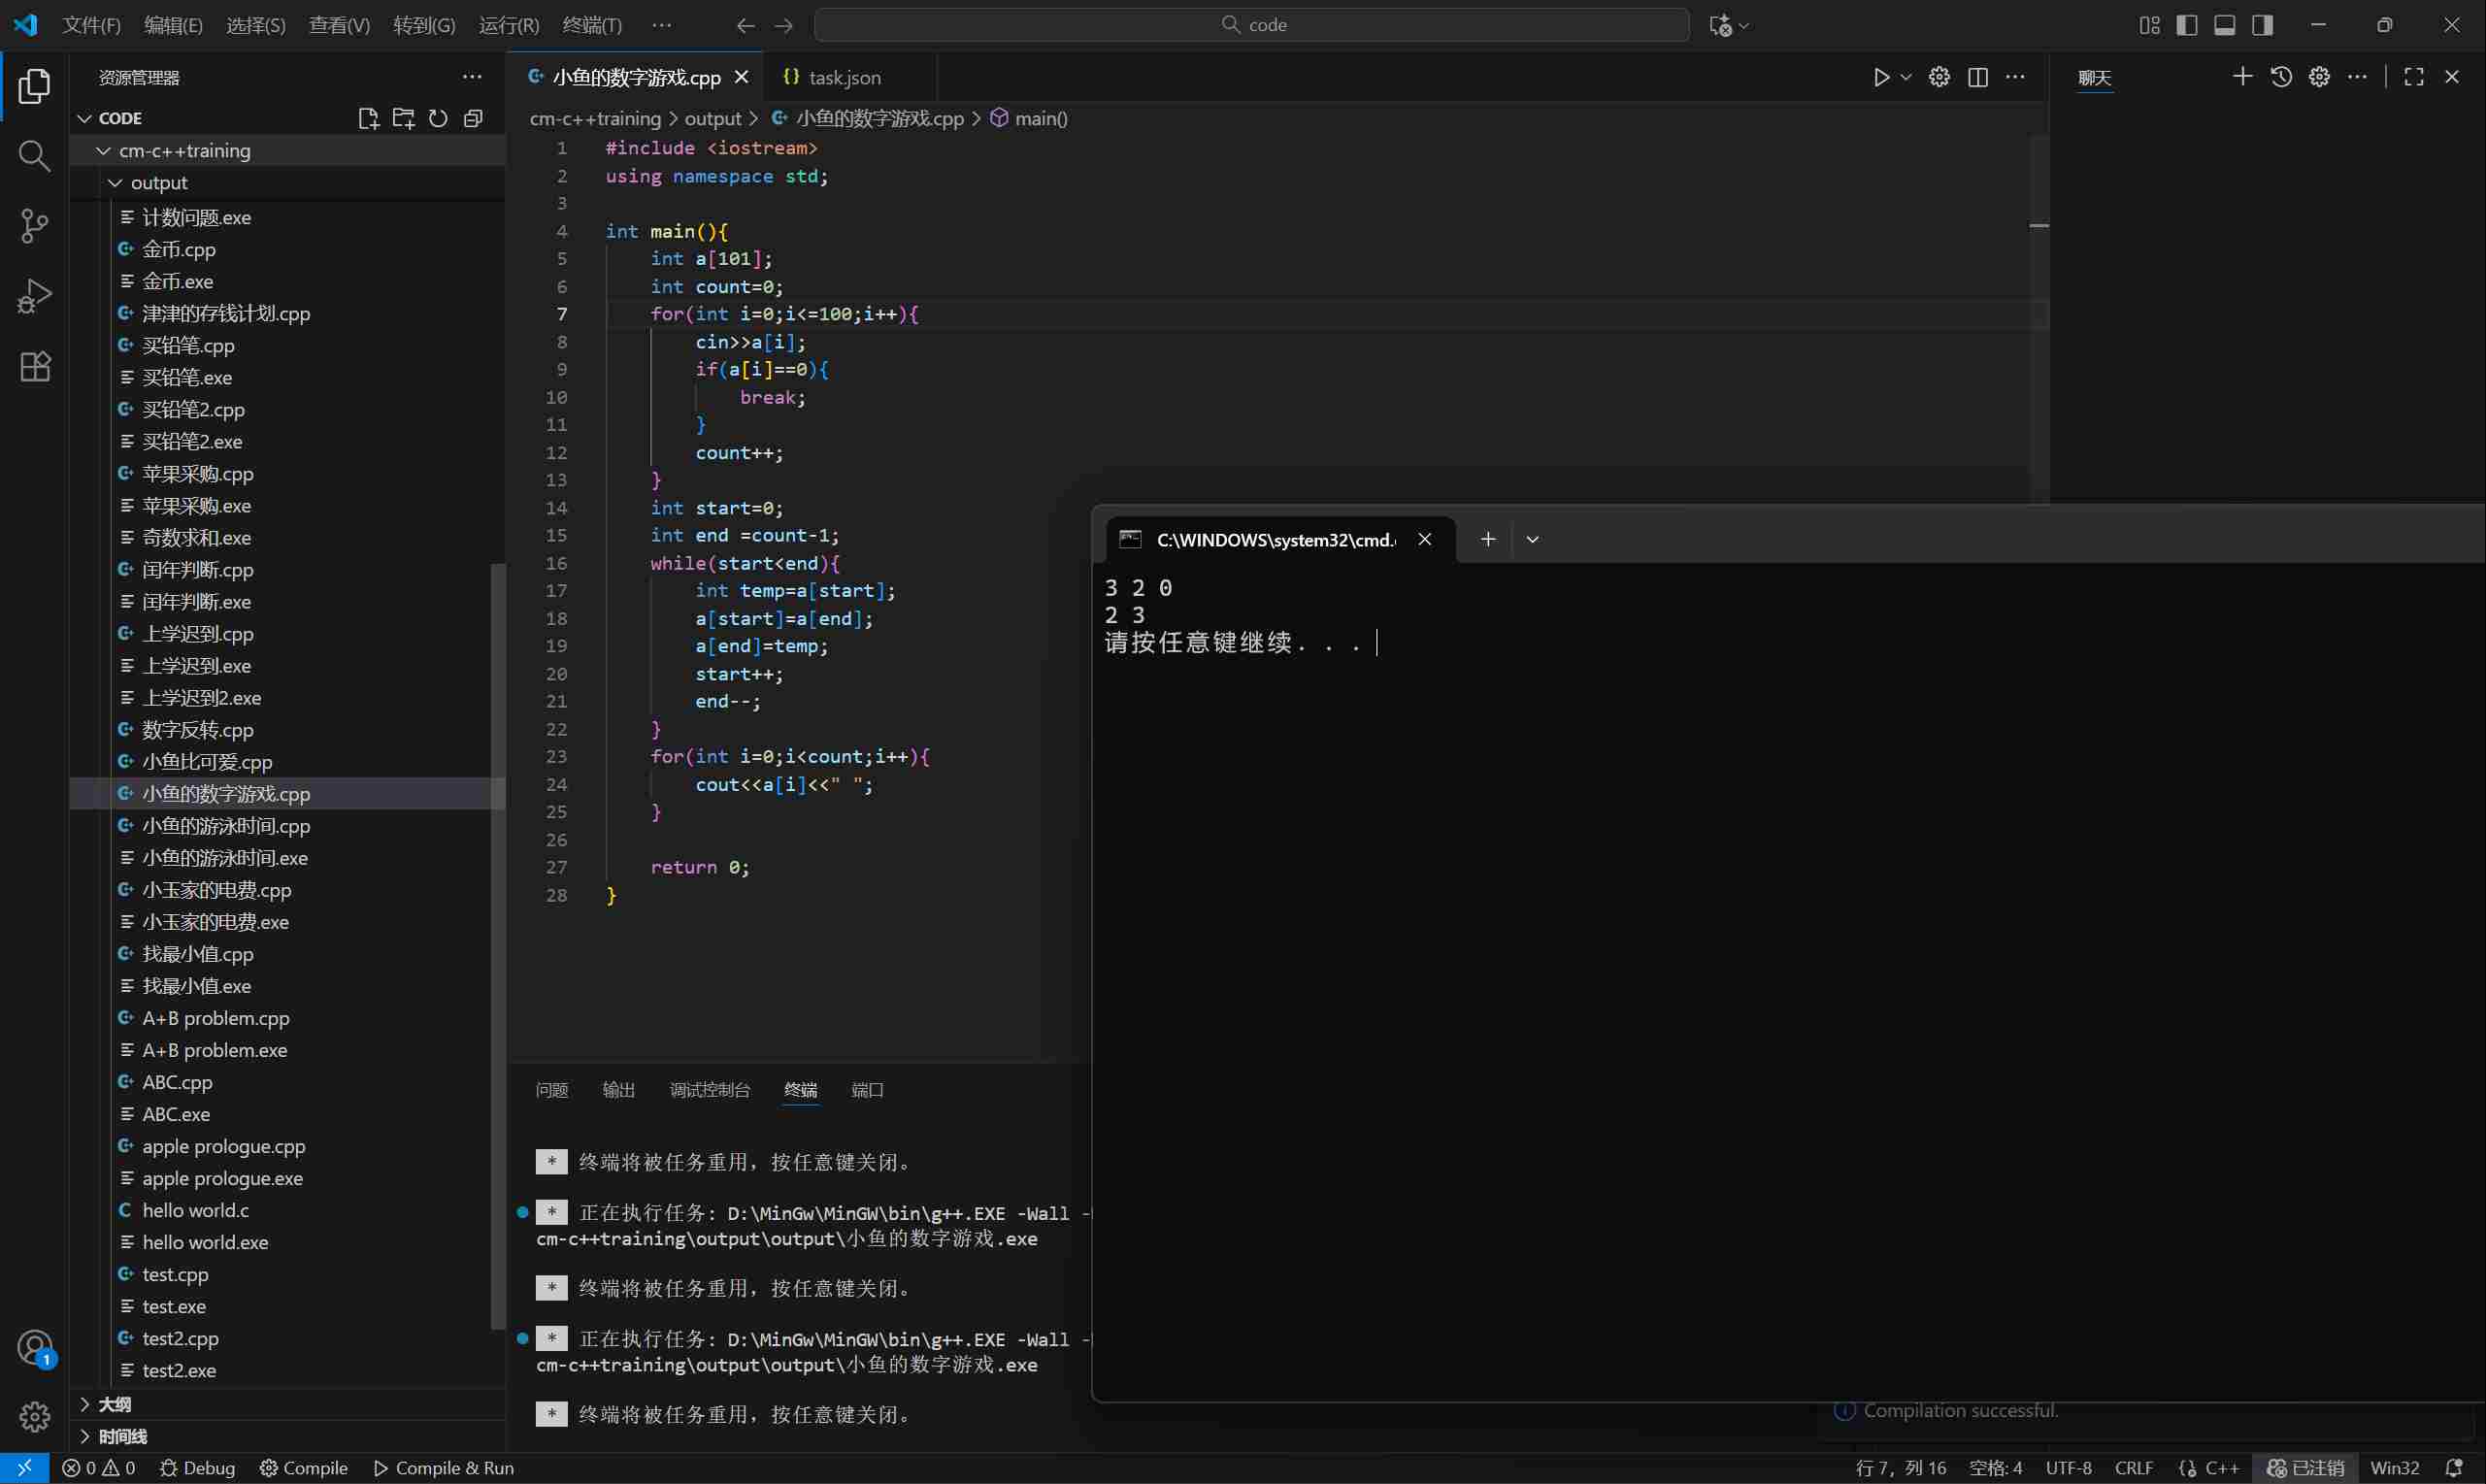 文件(F) 编辑(E) 选择(S) 查看(V) 转到(G) 运行(R) 终端(T) ··· code
资源管理器 ···
CODE
cm-c++training
output
计数问题.exe
金币.cpp
金币.exe
津津的存钱计划.cpp
买铅笔.cpp
买铅笔.exe
买铅笔2.cpp
买铅笔2.exe
苹果采购.cpp
苹果采购.exe
奇数求和.exe
闰年判断.cpp
闰年判断.exe
上学迟到.cpp
上学迟到.exe
上学迟到2.exe
数字反转.cpp
小鱼比可爱.cpp
小鱼的数字游戏.cpp
小鱼的游泳时间.cpp
小鱼的游泳时间.exe
小玉家的电费.cpp
小玉家的电费.exe
找最小值.cpp
找最小值.exe
A+B problem.cpp
A+B problem.exe
ABC.cpp
ABC.exe
apple prologue.cpp
apple prologue.exe
hello world.c
hello world.exe
test.cpp
test.exe
test2.cpp
test2.exe
大纲
时间线
小鱼的数字游戏.cpp {} task.json
cm-c++training > output > 小鱼的数字游戏.cpp > main()
1 #include <iostream>
2 using namespace std;
3
4 int main(){
5 int a[101];
6 int count=0;
7 for(int i=0;i<=100;i++){
8 cin>>a[i];
9 if(a[i]==0){
10 break;
11 }
12 count++;
13 }
14 int start=0;
15 int end =count-1;
16 while(start<end){
17 int temp=a[start];
18 a[start]=a[end];
19 a[end]=temp;
20 start++;
21 end--;
22 }
23 for(int i=0;i<count;i++){
24 cout<<a[i]<<" ";
25 }
26
27 return 0;
28 }
聊天
C:\WINDOWS\system32\cmd.
3 2 0
2 3
请按任意键继续. . .
问题 输出 调试控制台 终端 端口
* 终端将被任务重用，按任意键关闭。
* 正在执行任务: D:\MinGw\MinGW\bin\g++.EXE -Wall -
cm-c++training\output\output\小鱼的数字游戏.exe
* 终端将被任务重用，按任意键关闭。
* 正在执行任务: D:\MinGw\MinGW\bin\g++.EXE -Wall -
cm-c++training\output\output\小鱼的数字游戏.exe
* 终端将被任务重用，按任意键关闭。
Compilation successful.
1
0 0 Debug Compile Compile & Run 行 7，列 16 空格: 4 UTF-8 CRLF {} C++ 已注销 Win32